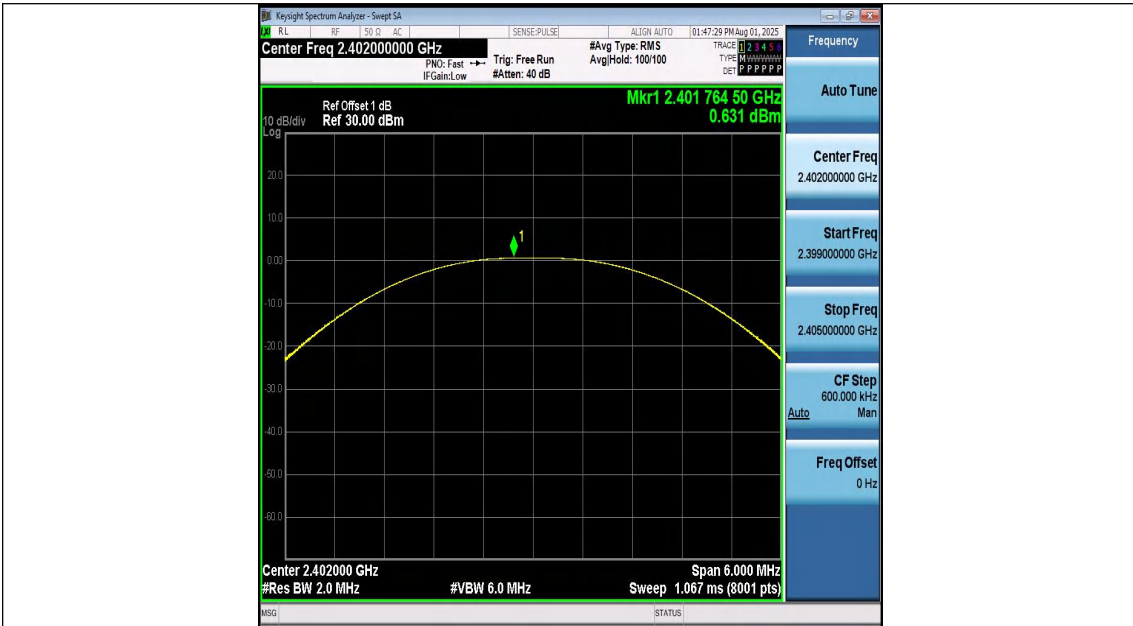 Keysight Spectrum Analyzer - Swept SA
RL RF 50 Ω AC SENSE:PULSE ALIGN AUTO 01:47:29 PM Aug 01, 2025
Center Freq 2.402000000 GHz
PNO: Fast
IFGain:Low
Trig: Free Run
#Atten: 40 dB
#Avg Type: RMS
Avg|Hold: 100/100
TRACE 1 2 3 4 5 6
TYPE M
DET P P P P P P
Frequency
Auto Tune
Center Freq
2.402000000 GHz
Start Freq
2.399000000 GHz
Stop Freq
2.405000000 GHz
CF Step
600.000 kHz
Auto Man
Freq Offset
0 Hz
Mkr1 2.401 764 50 GHz
0.631 dBm
Ref Offset 1 dB
10 dB/div Ref 30.00 dBm
Log
20.0
10.0
1
0.00
-10.0
-20.0
-30.0
-40.0
-50.0
-60.0
Center 2.402000 GHz Span 6.000 MHz
#Res BW 2.0 MHz #VBW 6.0 MHz Sweep 1.067 ms (8001 pts)
MSG STATUS